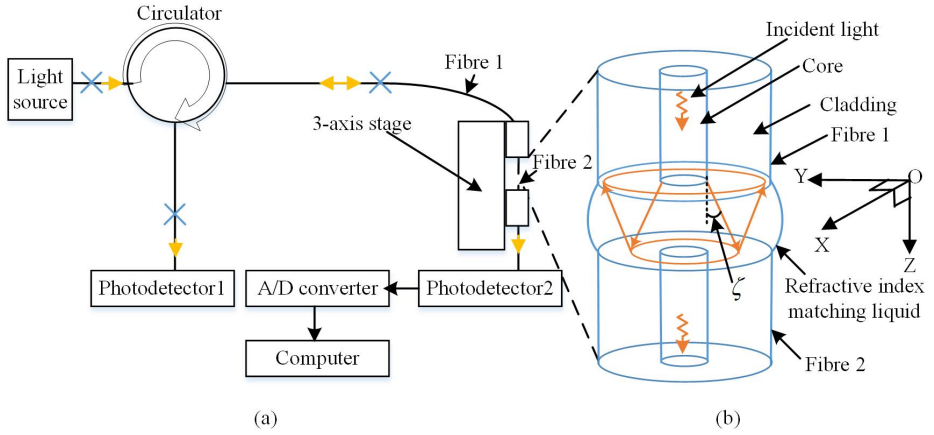 Circulator
Light
source
Fibre 1
3-axis stage
Fibre 2
Photodetector1
A/D converter
Photodetector2
Computer
(a)
Incident light
Core
Cladding
Fibre 1
Y
O
X
Z
ζ
Refractive index
matching liquid
Fibre 2
(b)